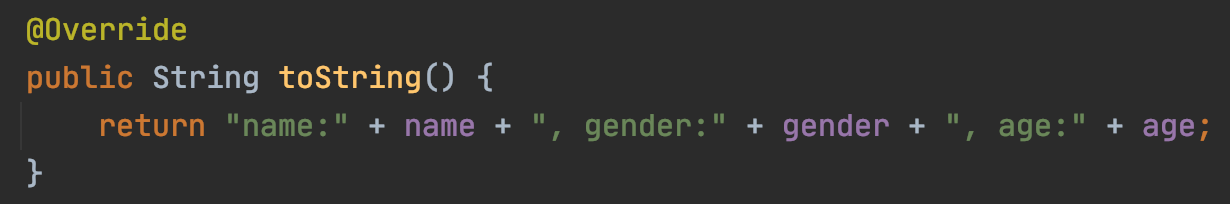 @Override
public String toString() {
    return "name:" + name + ", gender:" + gender + ", age:" + age;
}